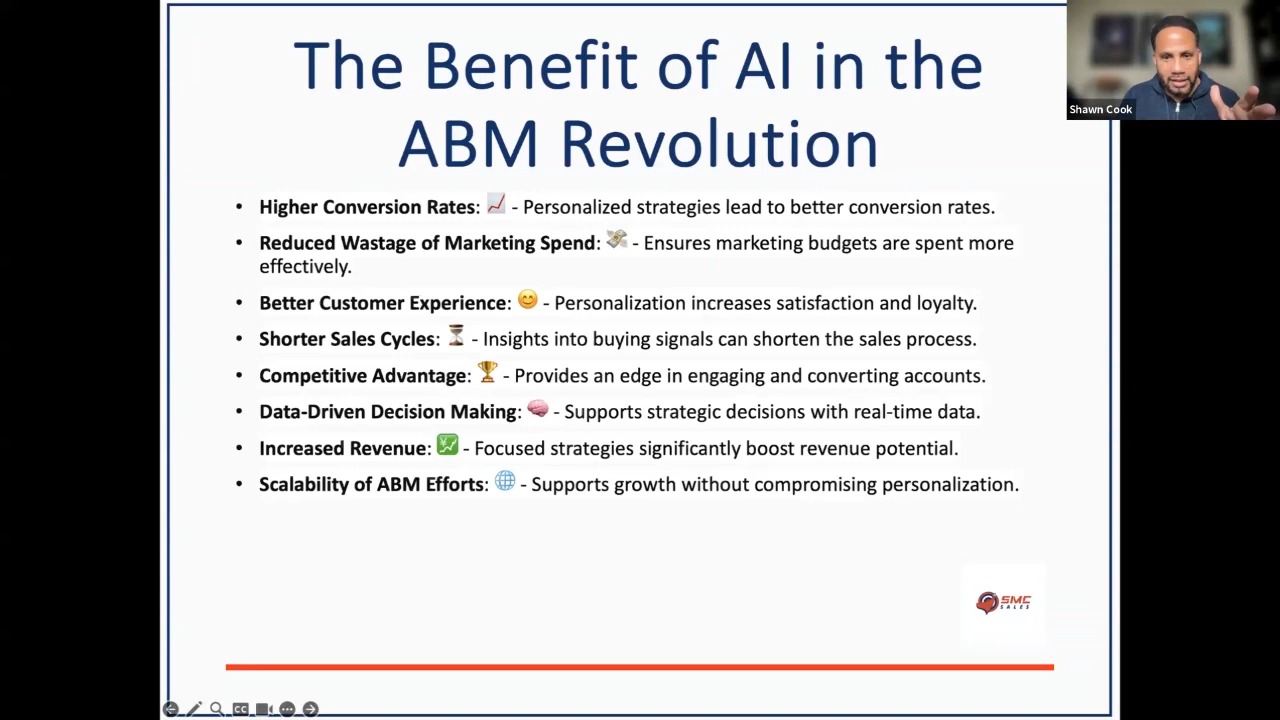 The Benefit of AI in the
ABM Revolution
Shawn Cook
• Higher Conversion Rates: 📈 - Personalized strategies lead to better conversion rates.
• Reduced Wastage of Marketing Spend: 💸 - Ensures marketing budgets are spent more
effectively.
• Better Customer Experience: 😊 - Personalization increases satisfaction and loyalty.
• Shorter Sales Cycles: ⏳ - Insights into buying signals can shorten the sales process.
• Competitive Advantage: 🏆 - Provides an edge in engaging and converting accounts.
• Data-Driven Decision Making: 🧠 - Supports strategic decisions with real-time data.
• Increased Revenue: 💹 - Focused strategies significantly boost revenue potential.
• Scalability of ABM Efforts: 🌐 - Supports growth without compromising personalization.
SMC
SALES
CC